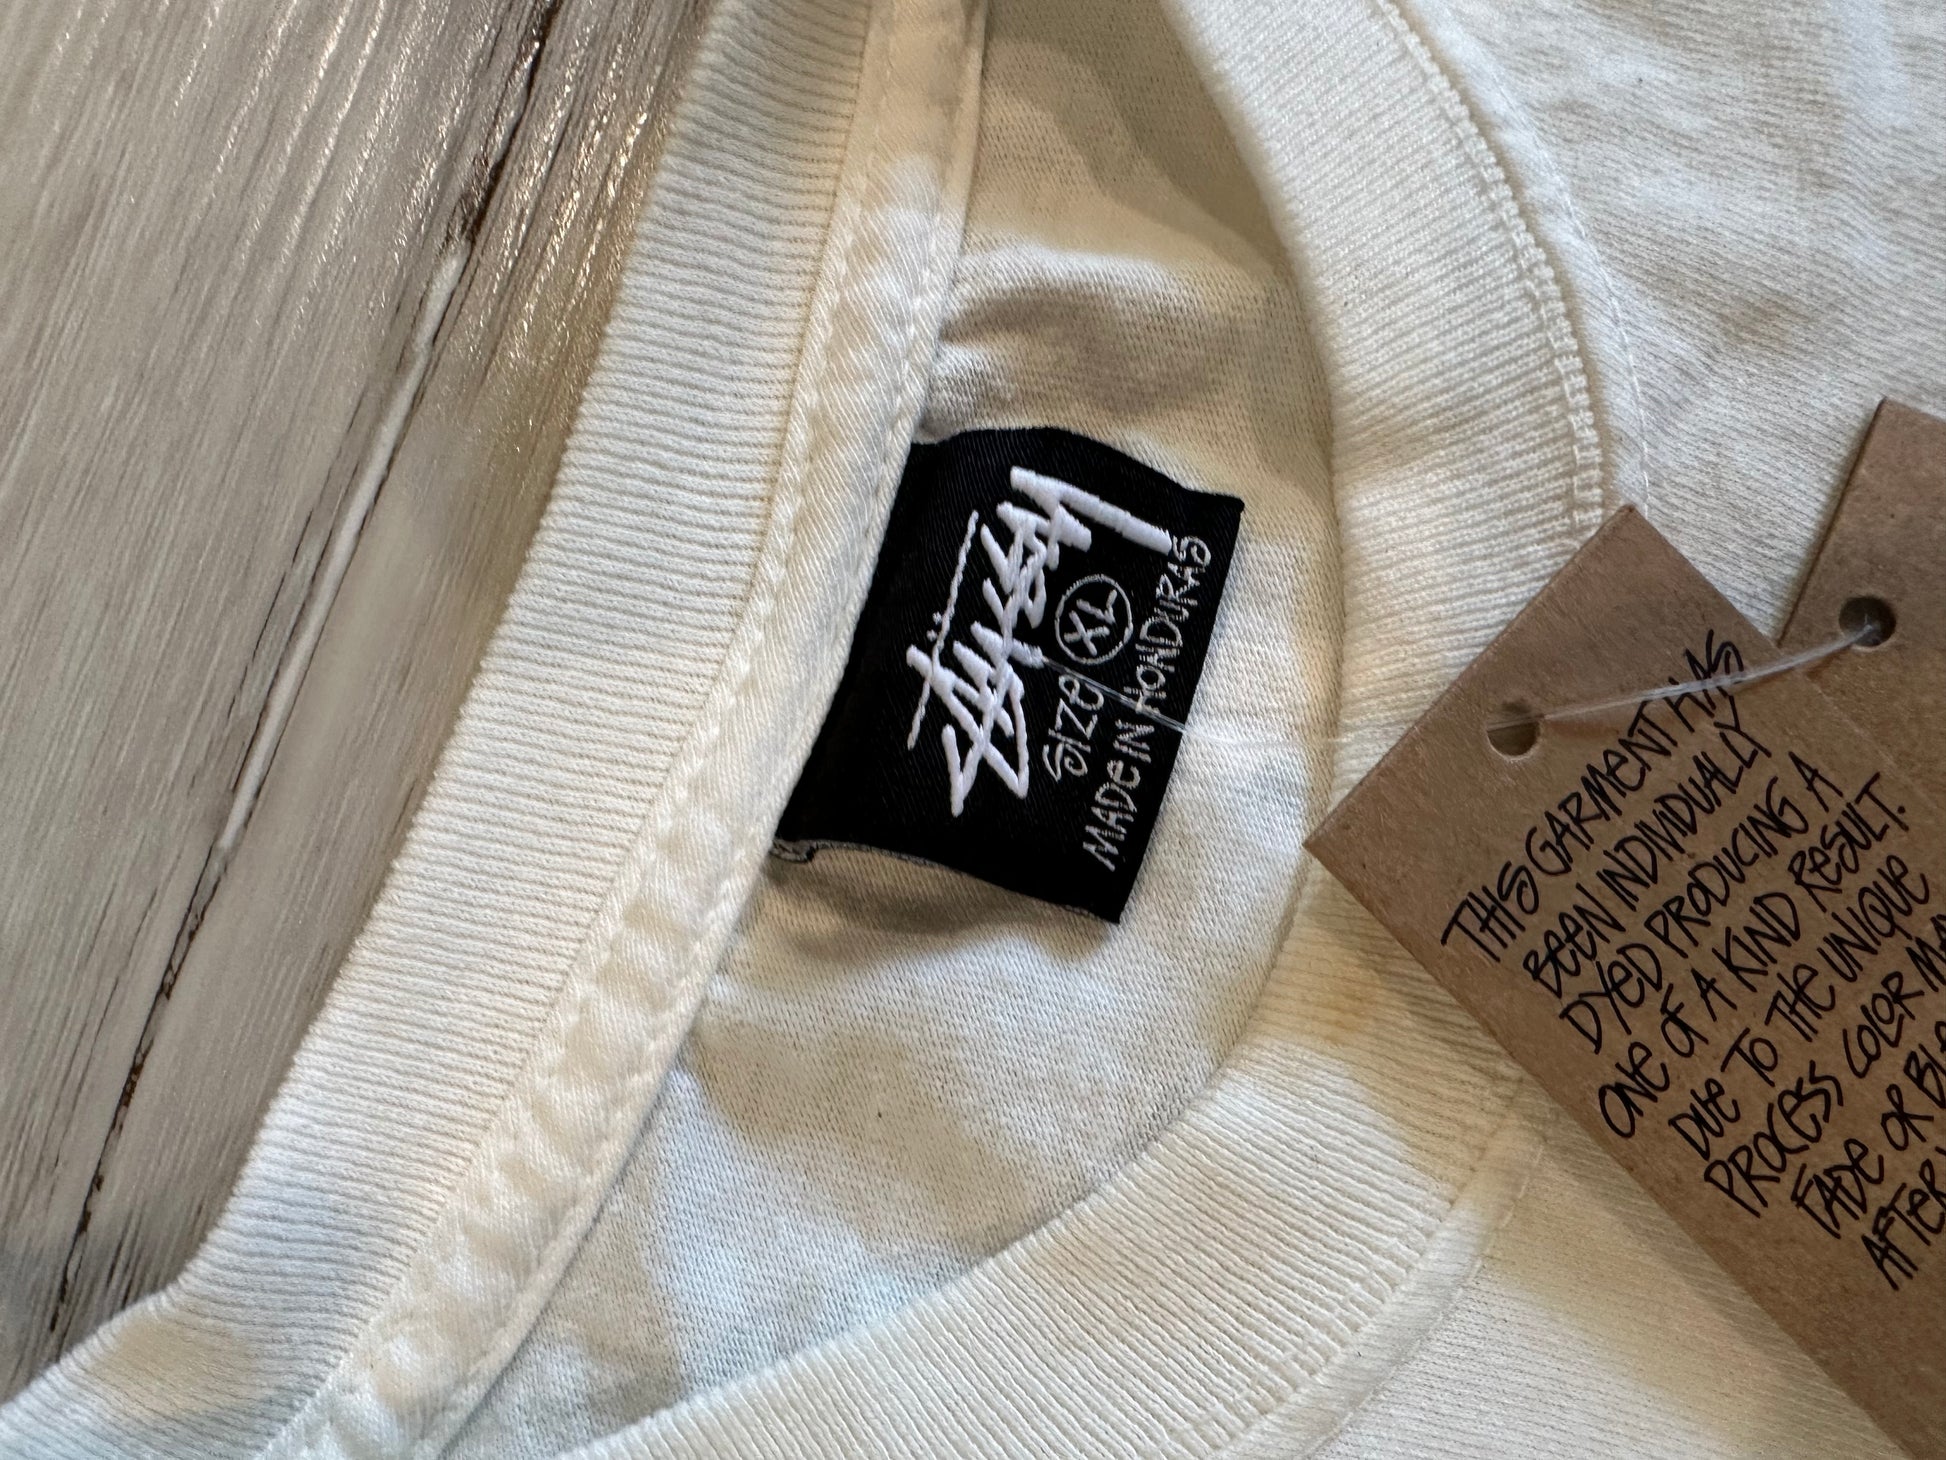 STÜSSY
SIZE XL
MADE IN HONDURAS
THIS GARMENT HAS
BEEN INDIVIDUALLY
DYED PRODUCING A
ONE OF A KIND RESULT.
DUE TO THE UNIQUE
PROCESS COLOR
FADE OR
AFTER